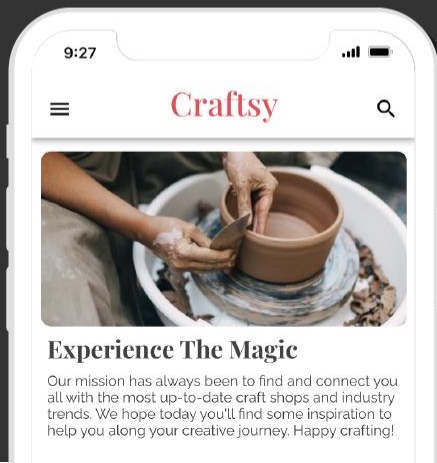 9:27
Craftsy
Experience The Magic
Our mission has always been to find and connect you
all with the most up-to-date craft shops and industry
trends. We hope today you'll find some inspiration to
help you along your creative journey. Happy crafting!